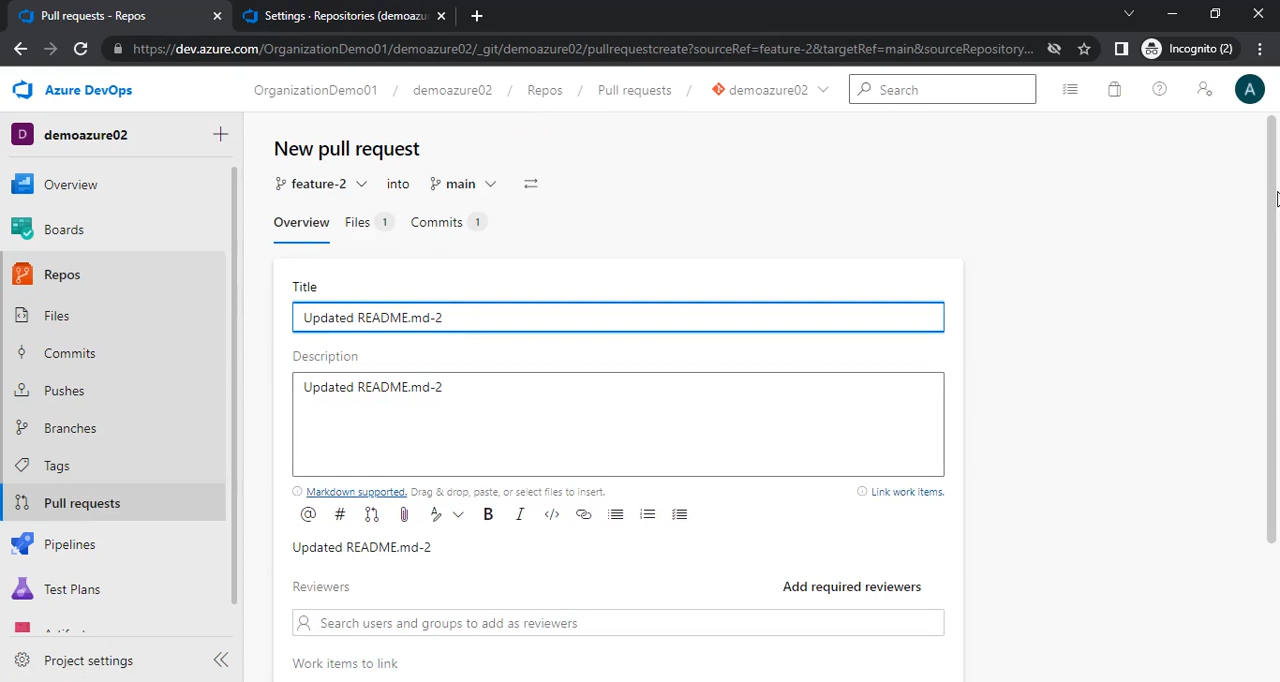 Pull requests - Repos
Settings · Repositories (demoazu
https://dev.azure.com/OrganizationDemo01/demoazure02/_git/demoazure02/pullrequestcreate?sourceRef=feature-2&targetRef=main&sourceRepository...
Incognito (2)
Azure DevOps
OrganizationDemo01 / demoazure02 / Repos / Pull requests / demoazure02
Search
A
D demoazure02
Overview
Boards
Repos
Files
Commits
Pushes
Branches
Tags
Pull requests
Pipelines
Test Plans
Project settings
New pull request
feature-2 into main
Overview Files 1 Commits 1
Title
Updated README.md-2
Description
Updated README.md-2
Markdown supported. Drag & drop, paste, or select files to insert.
Link work items.
Updated README.md-2
Reviewers
Add required reviewers
Search users and groups to add as reviewers
Work items to link